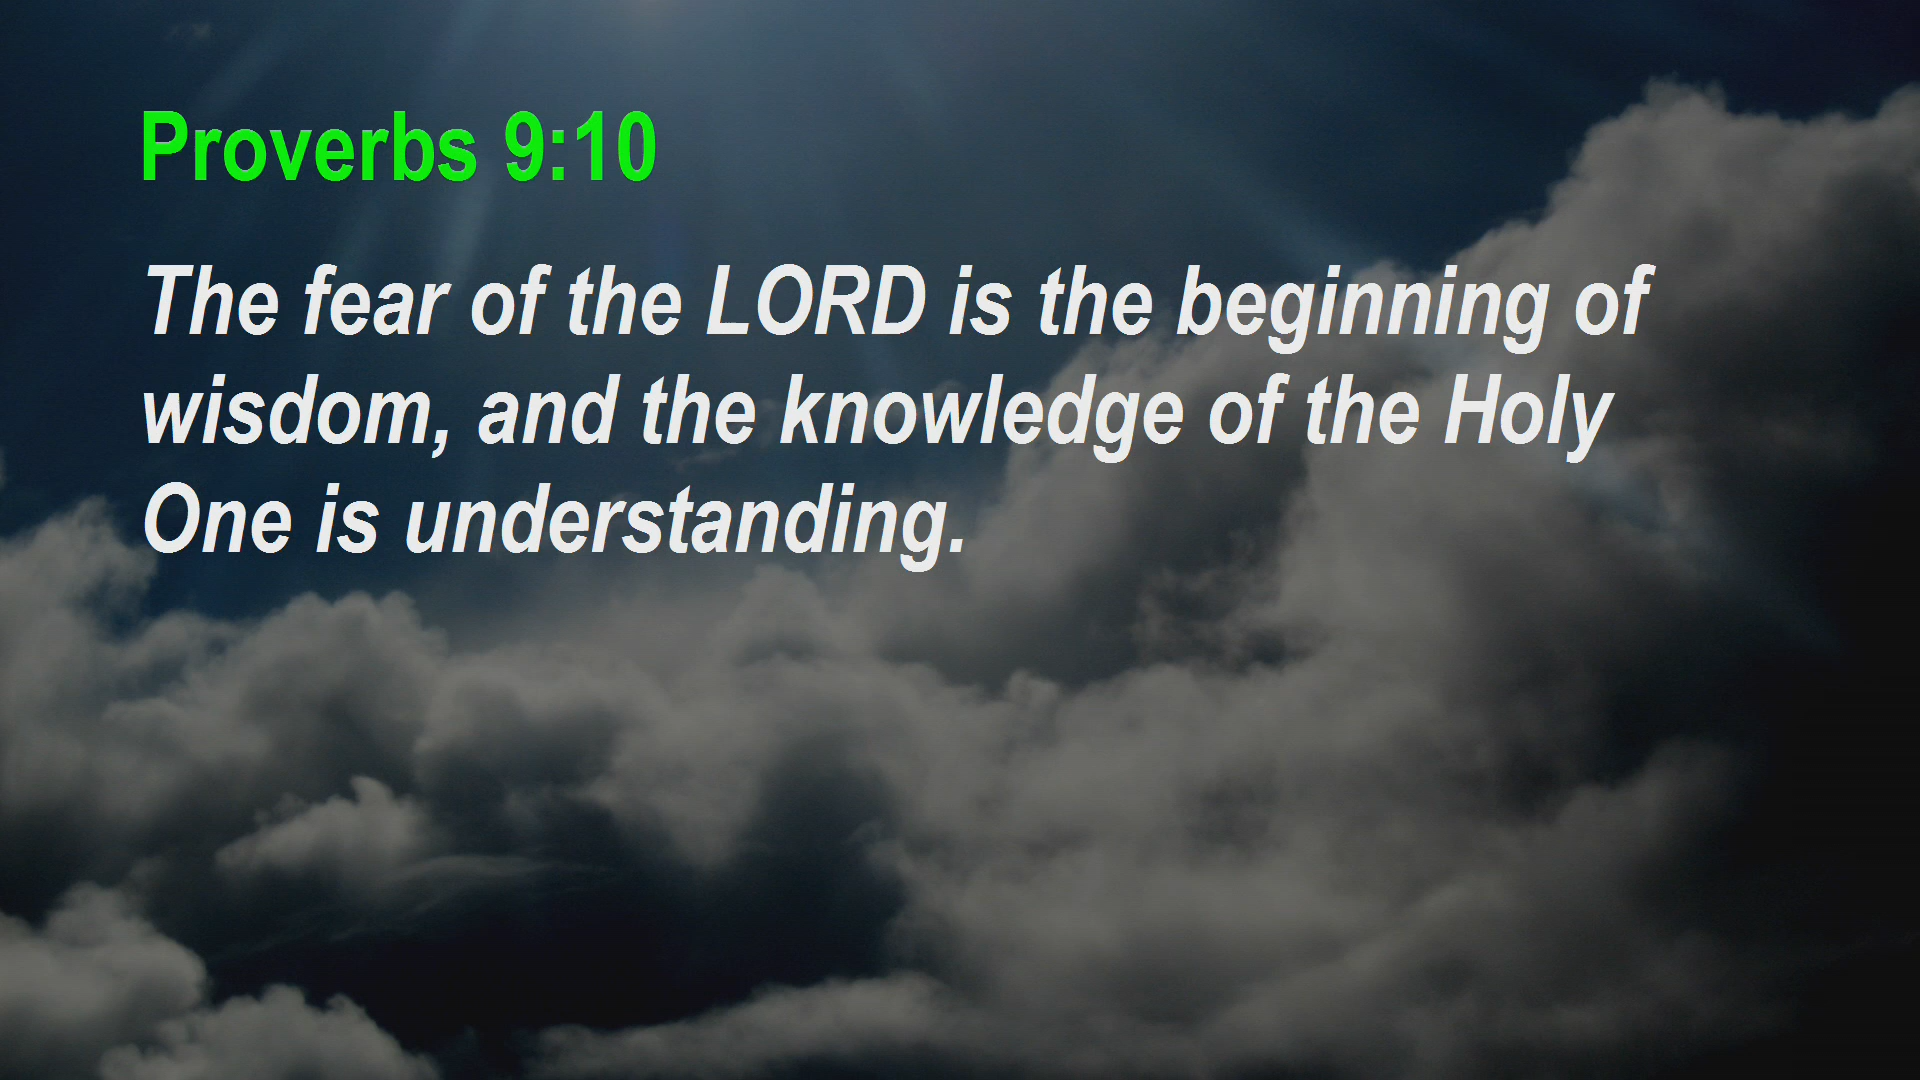 Proverbs 9:10
The fear of the LORD is the beginning of
wisdom, and the knowledge of the Holy
One is understanding.